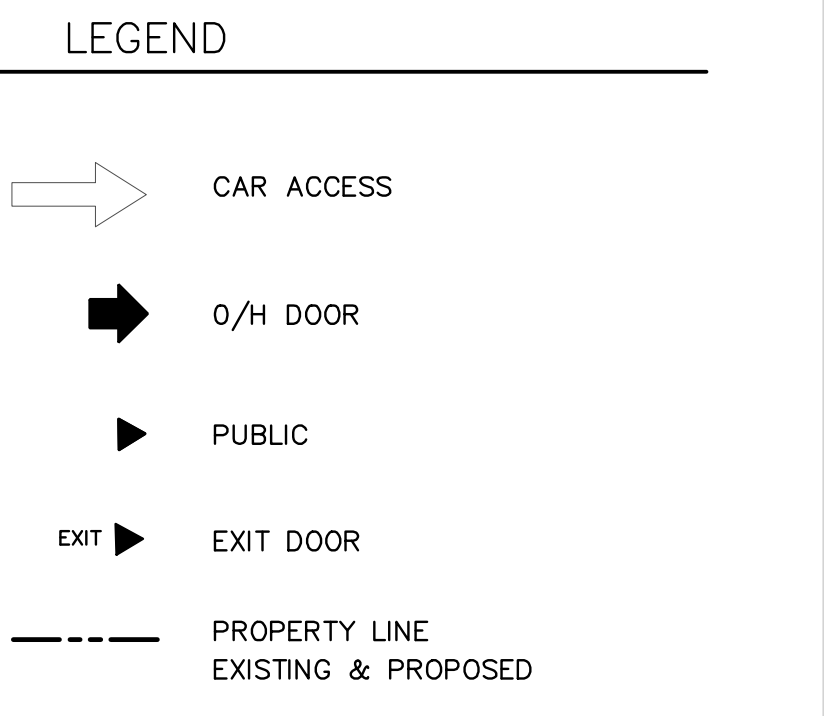 LEGEND
CAR ACCESS
O/H DOOR
PUBLIC
EXIT EXIT DOOR
PROPERTY LINE
EXISTING & PROPOSED